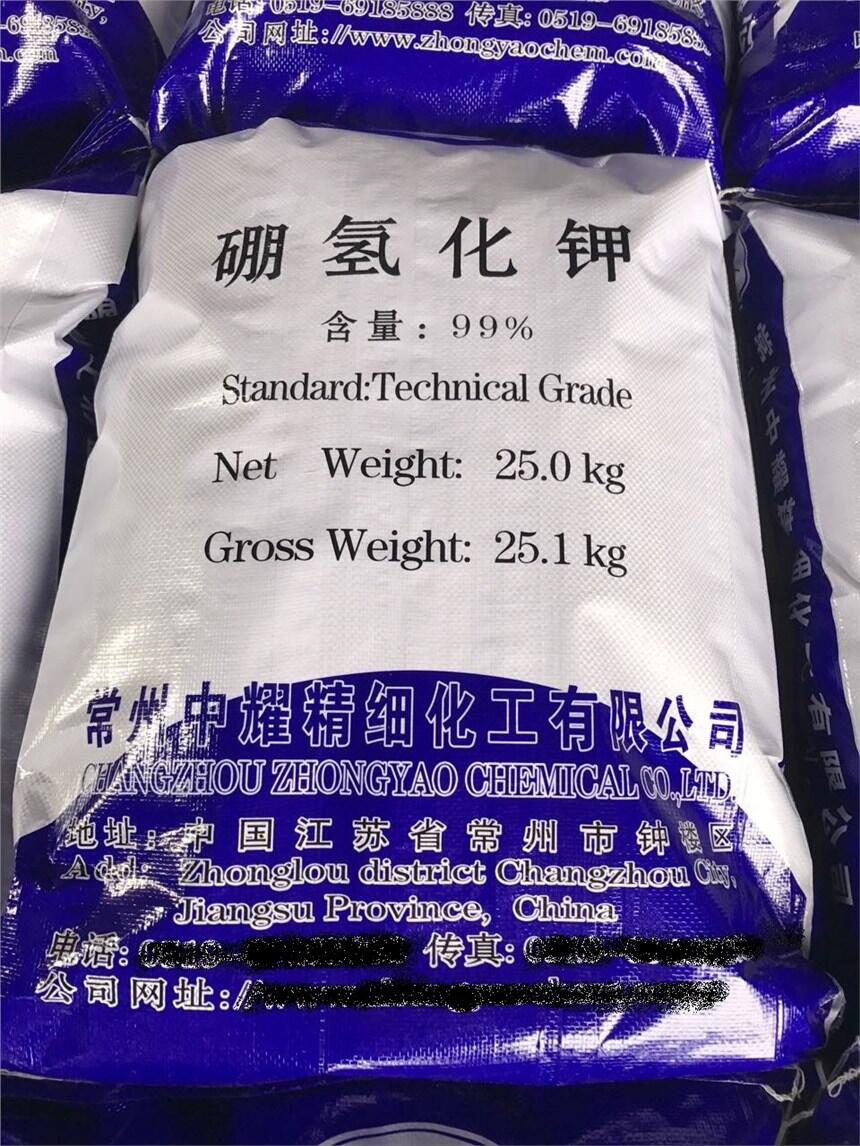 电话: 0519-69185888 传真: 0519-6918585
公司网址://www.zhongyaochem.com
硼氢化钾
含量: 99%
Standard:Technical Grade
Net Weight: 25.0 kg
Gross Weight: 25.1 kg
常州中耀精细化工有限公司
CHANGZHOU ZHONGYAO CHEMICAL CO.,LTD.
地址: 中国江苏省常州市钟楼区
Add: Zhonglou district Changzhou City,
Jiangsu Province, China
电话: 传真:
公司网址:
有限公司